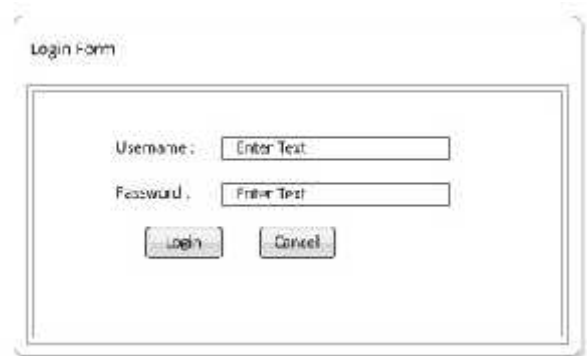 Login Form
Username : Enter Text
Password : Enter Text
Login Cancel